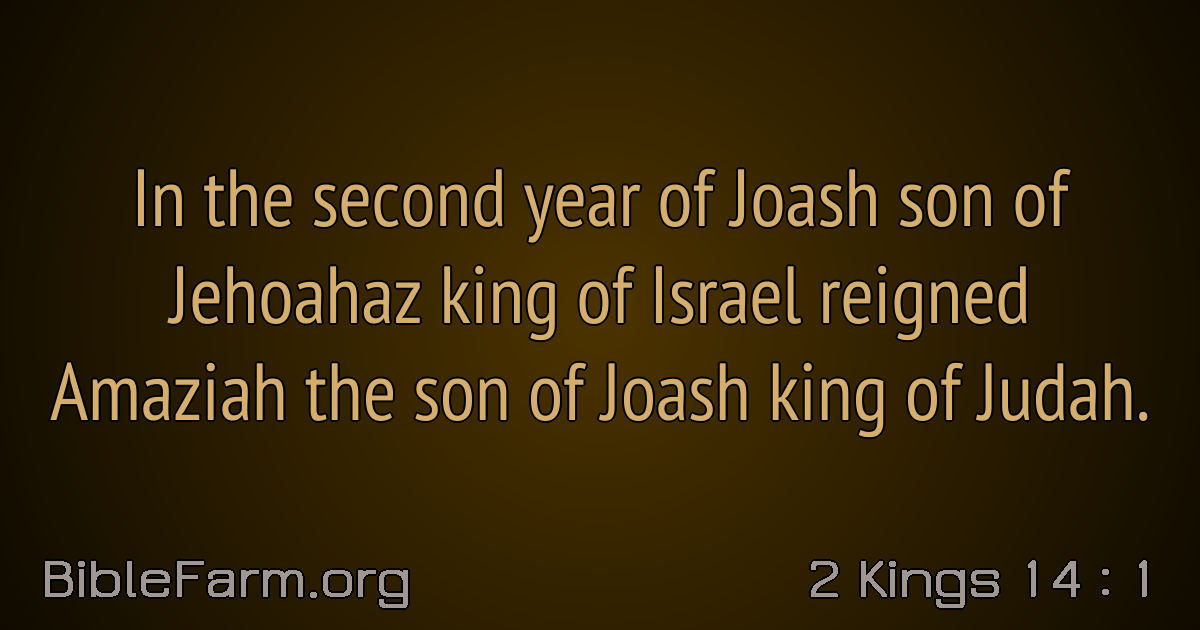 In the second year of Joash son of
Jehoahaz king of Israel reigned
Amaziah the son of Joash king of Judah.
BibleFarm.org
2 Kings 14 : 1